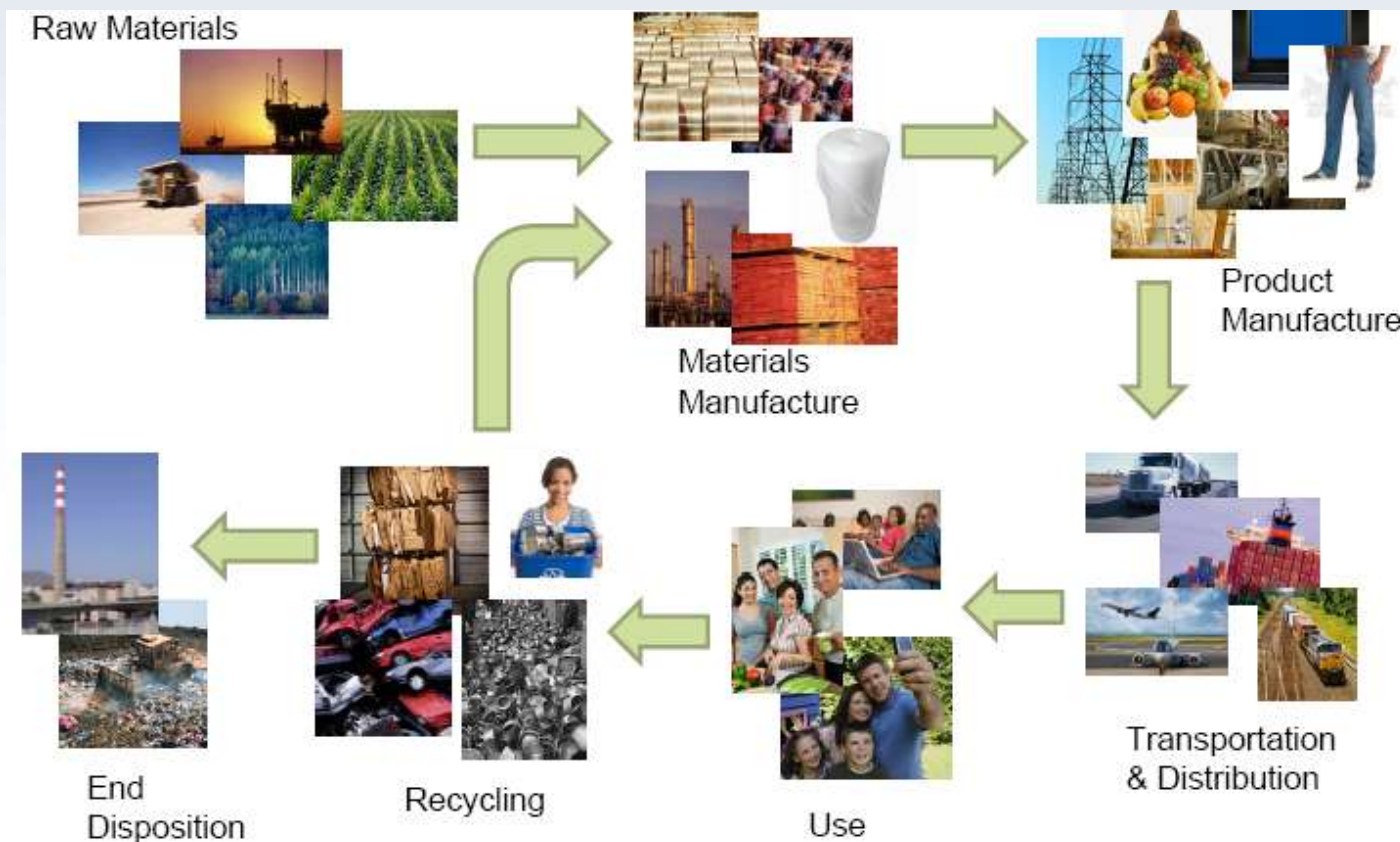 Raw Materials
Materials
Manufacture
Product
Manufacture
Transportation
& Distribution
Use
Recycling
End
Disposition